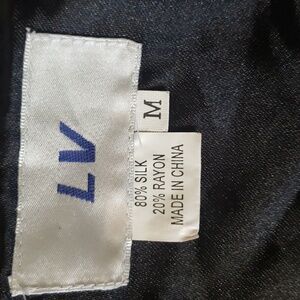 LV
M
80% SILK
20% RAYON
MADE IN CHINA